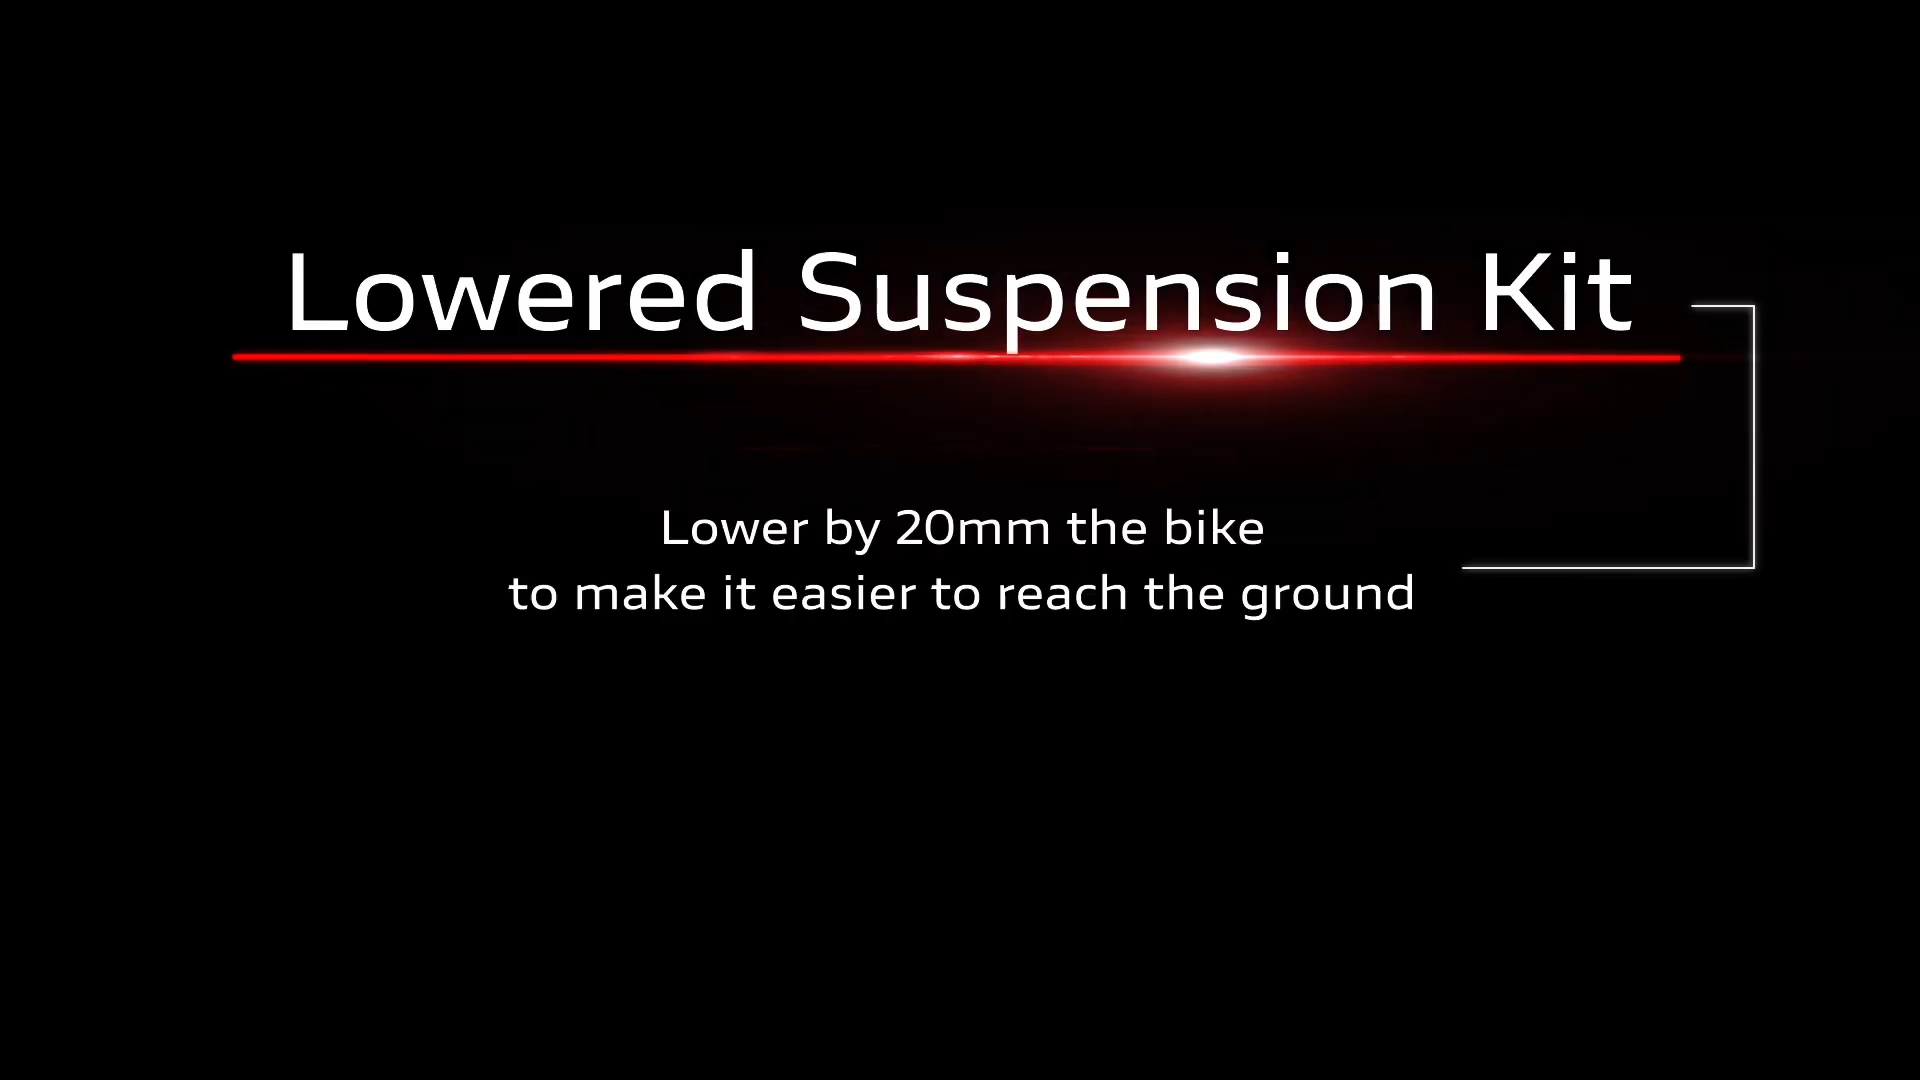 Lowered Suspension Kit
Lower by 20mm the bike
to make it easier to reach the ground